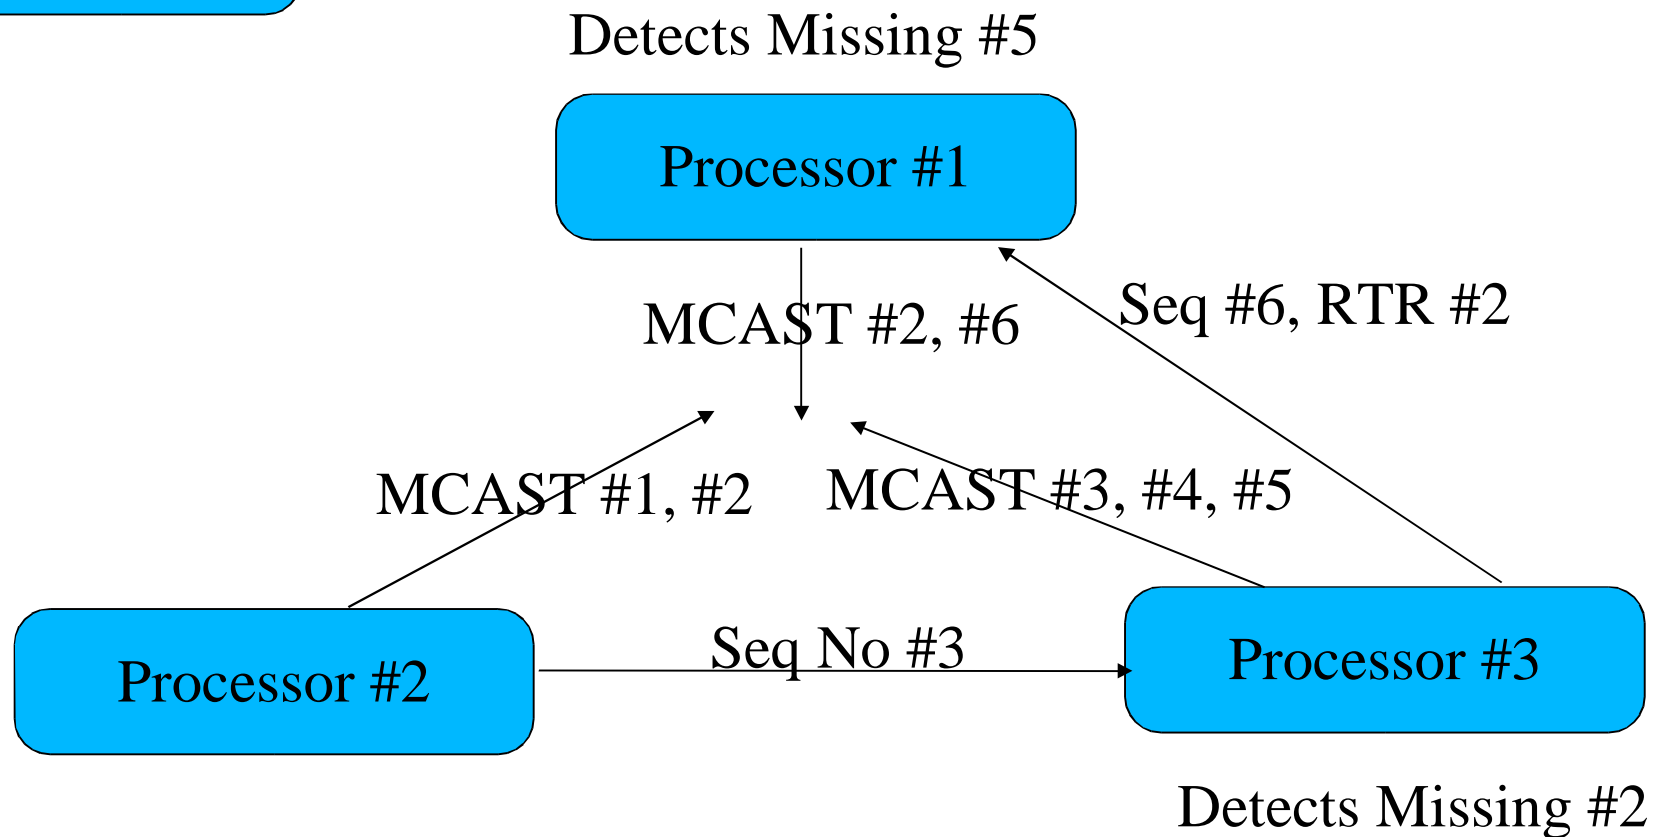 Detects Missing #5
Processor #1
Seq #6, RTR #2
MCAST #2, #6
MCAST #1, #2
MCAST #3, #4, #5
Seq No #3
Processor #2
Processor #3
Detects Missing #2